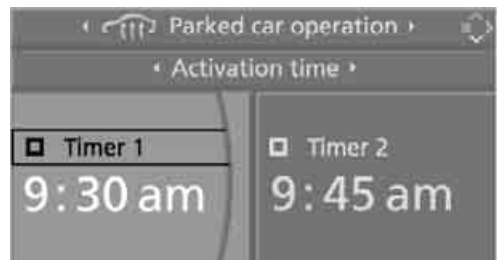 Parked car operation
Activation time
Timer 1
9:30 am
Timer 2
9:45 am